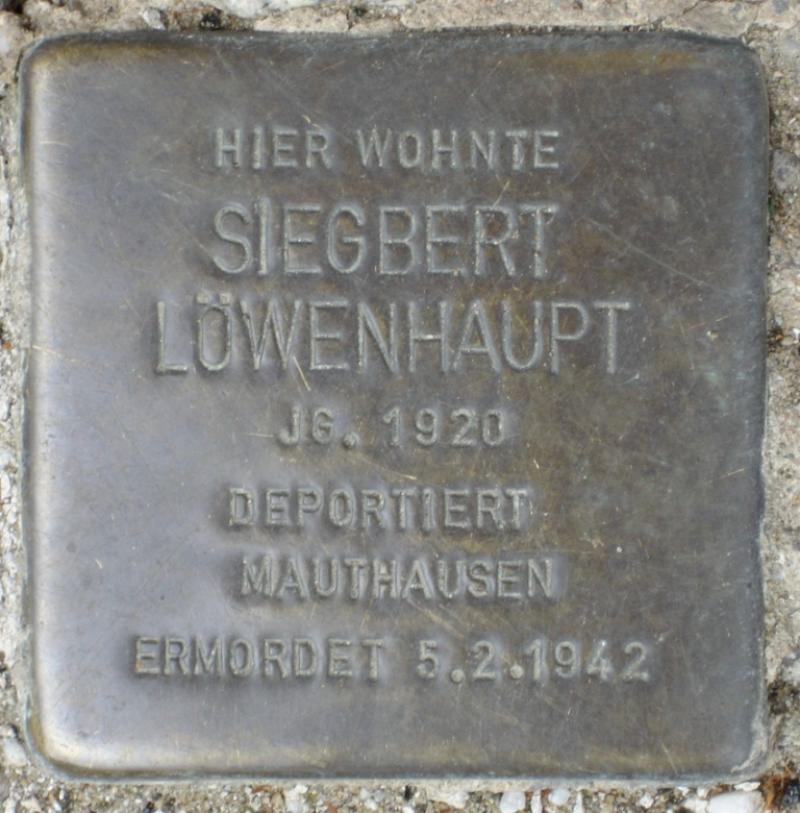 HIER WOHNTE
SIEGBERT
LÖWENHAUPT
JG. 1920
DEPORTIERT
MAUTHAUSEN
ERMORDET 5.2.1942